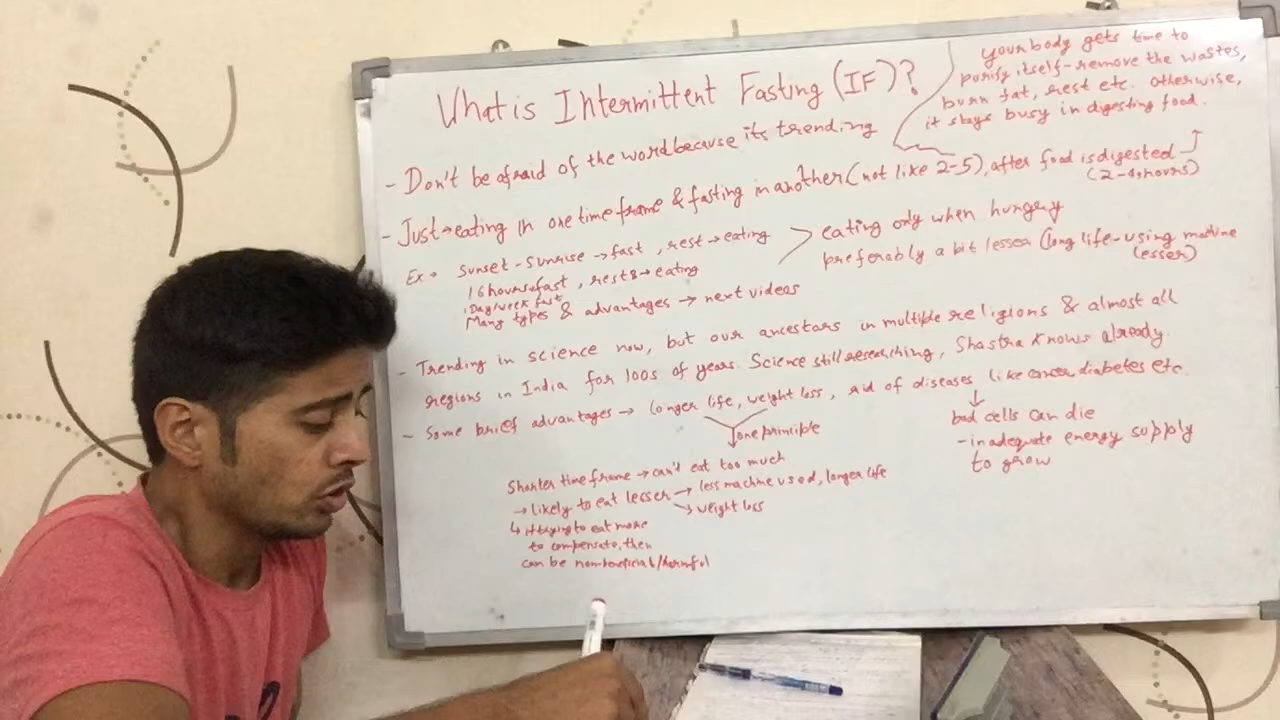 What is Intermittent Fasting (IF)?
your body gets time to
purify itself - remove the wastes,
burn fat, rest etc. otherwise,
it stays busy in digesting food.
- Don't be afraid of the word because its trending
- Just → eating in one time frame & fasting in another (not like 2-5), after food is digested
(2-4 hours)
Ex → Sunset - Sunrise → fast, rest → eating
16 hours → fast, rest 8 → eating
, Day/week fast
Many types & advantages → next videos
eating only when hungry
preferably a bit lesser (long life - using machine
lesser)
- Trending in science now, but our ancestars in multiple religions & almost all
regions in India for 100s of years. Science still researching, Shastra Knows already.
- Some brief advantages → longer life, weight loss, rid of diseases like cancer, diabetes etc.
one principle
bad cells can die
- inadequate energy supply
to grow
Shorter time frame → can't eat too much
→ likely to eat lesser → less machine used, longer life
→ weight loss
↳ if trying to eat more
to compensate, then
can be non beneficial/harmful